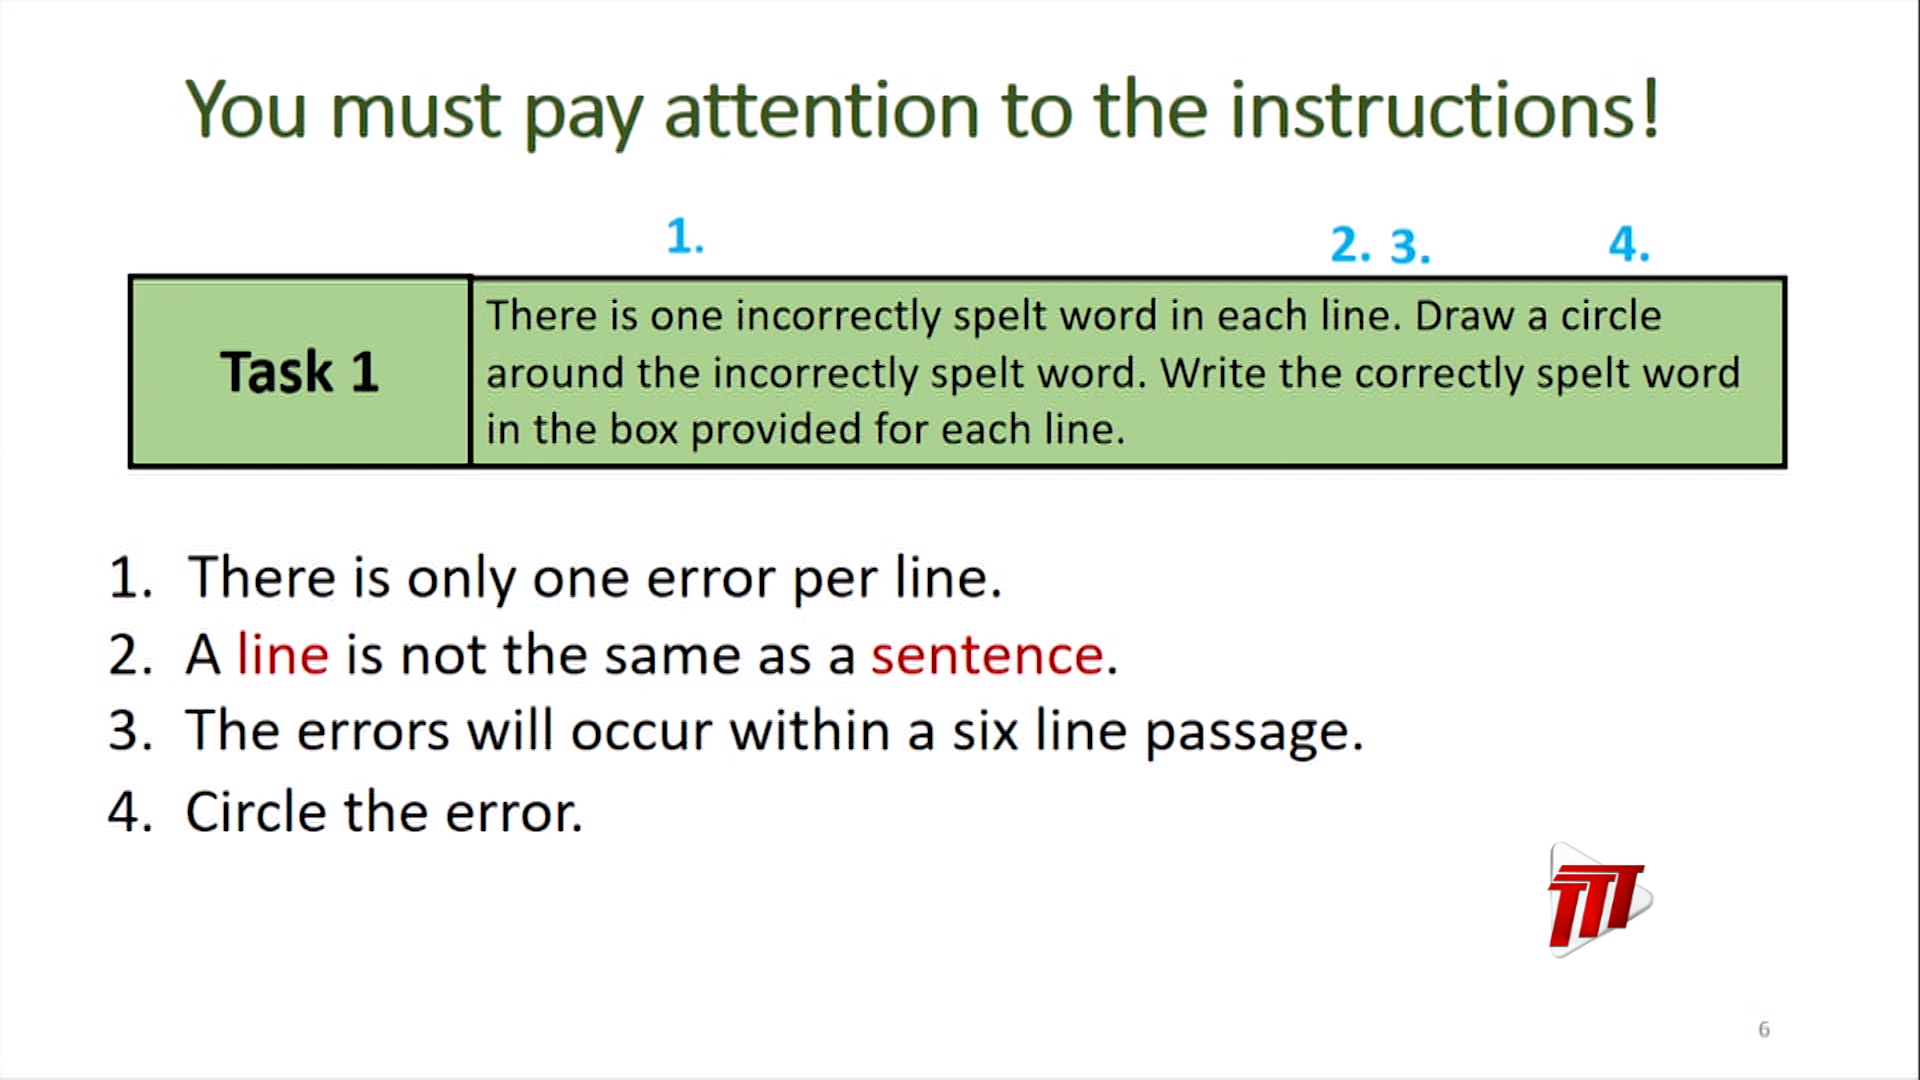 You must pay attention to the instructions!
1.
2. 3.
4.
Task 1
There is one incorrectly spelt word in each line. Draw a circle
around the incorrectly spelt word. Write the correctly spelt word
in the box provided for each line.
1. There is only one error per line.
2. A line is not the same as a sentence.
3. The errors will occur within a six line passage.
4. Circle the error.
TTT
6